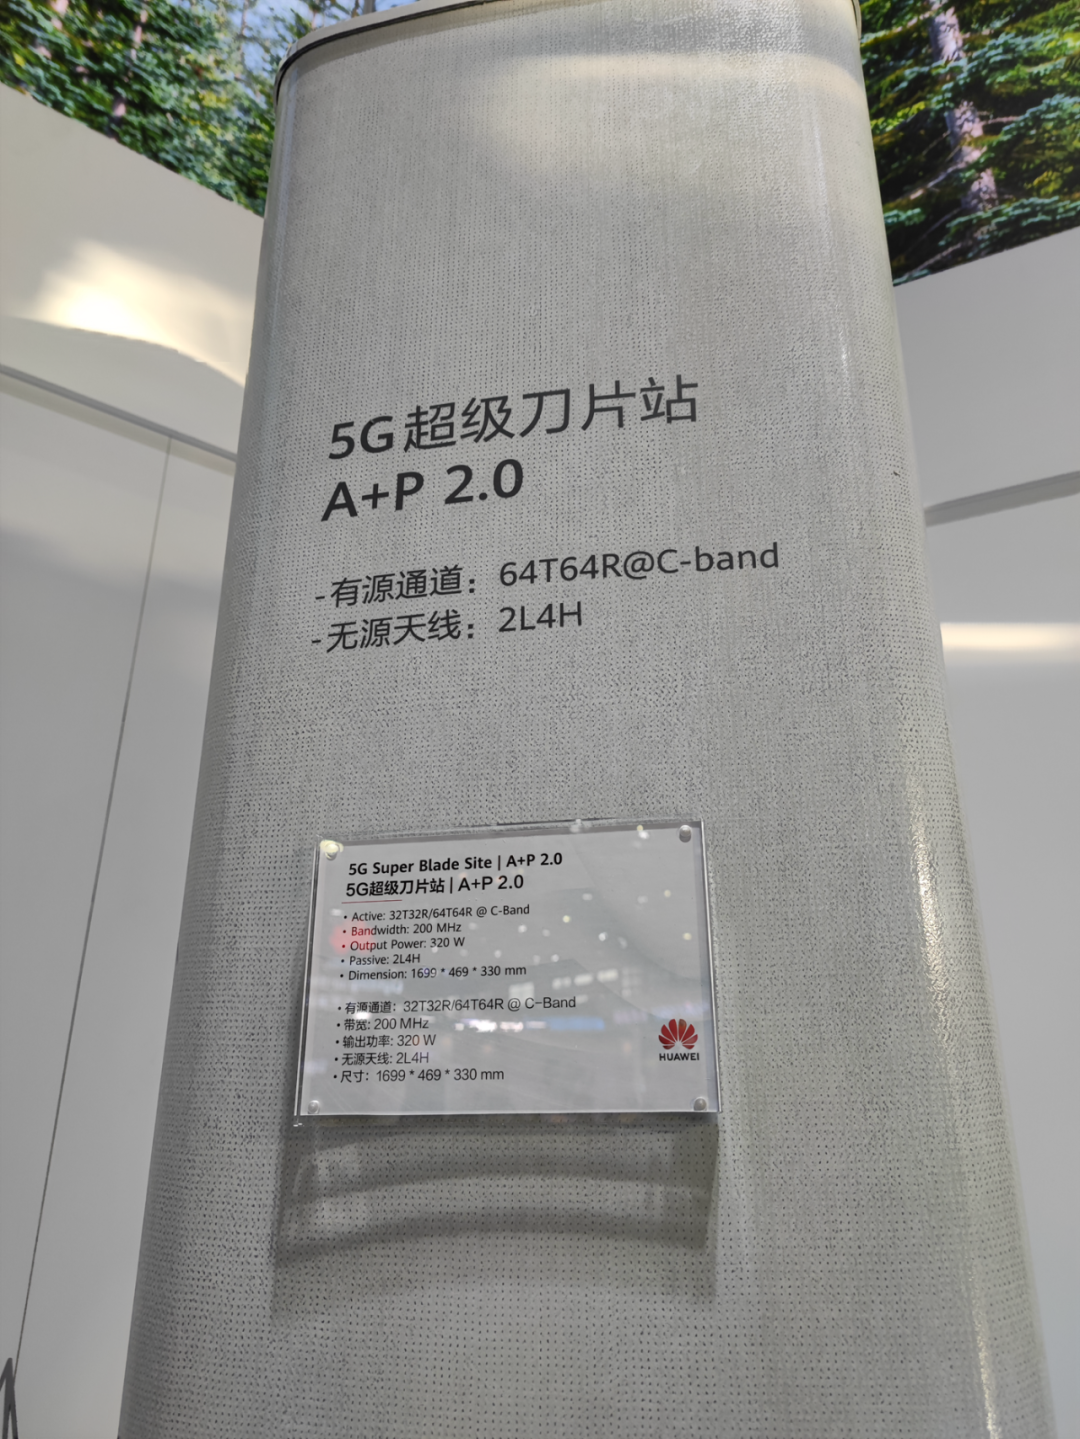 5G超级刀片站
A+P 2.0
-有源通道：64T64R@C-band
-无源天线：2L4H
5G Super Blade Site | A+P 2.0
5G超级刀片站 | A+P 2.0
• Active: 32T32R/64T64R @ C-Band
• Bandwidth: 200 MHz
• Output Power: 320 W
• Passive: 2L4H
• Dimension: 1699 * 469 * 330 mm
• 有源通道：32T32R/64T64R @ C-Band
• 带宽: 200 MHz
• 输出功率: 320 W
• 无源天线: 2L4H
• 尺寸：1699 * 469 * 330 mm
HUAWEI